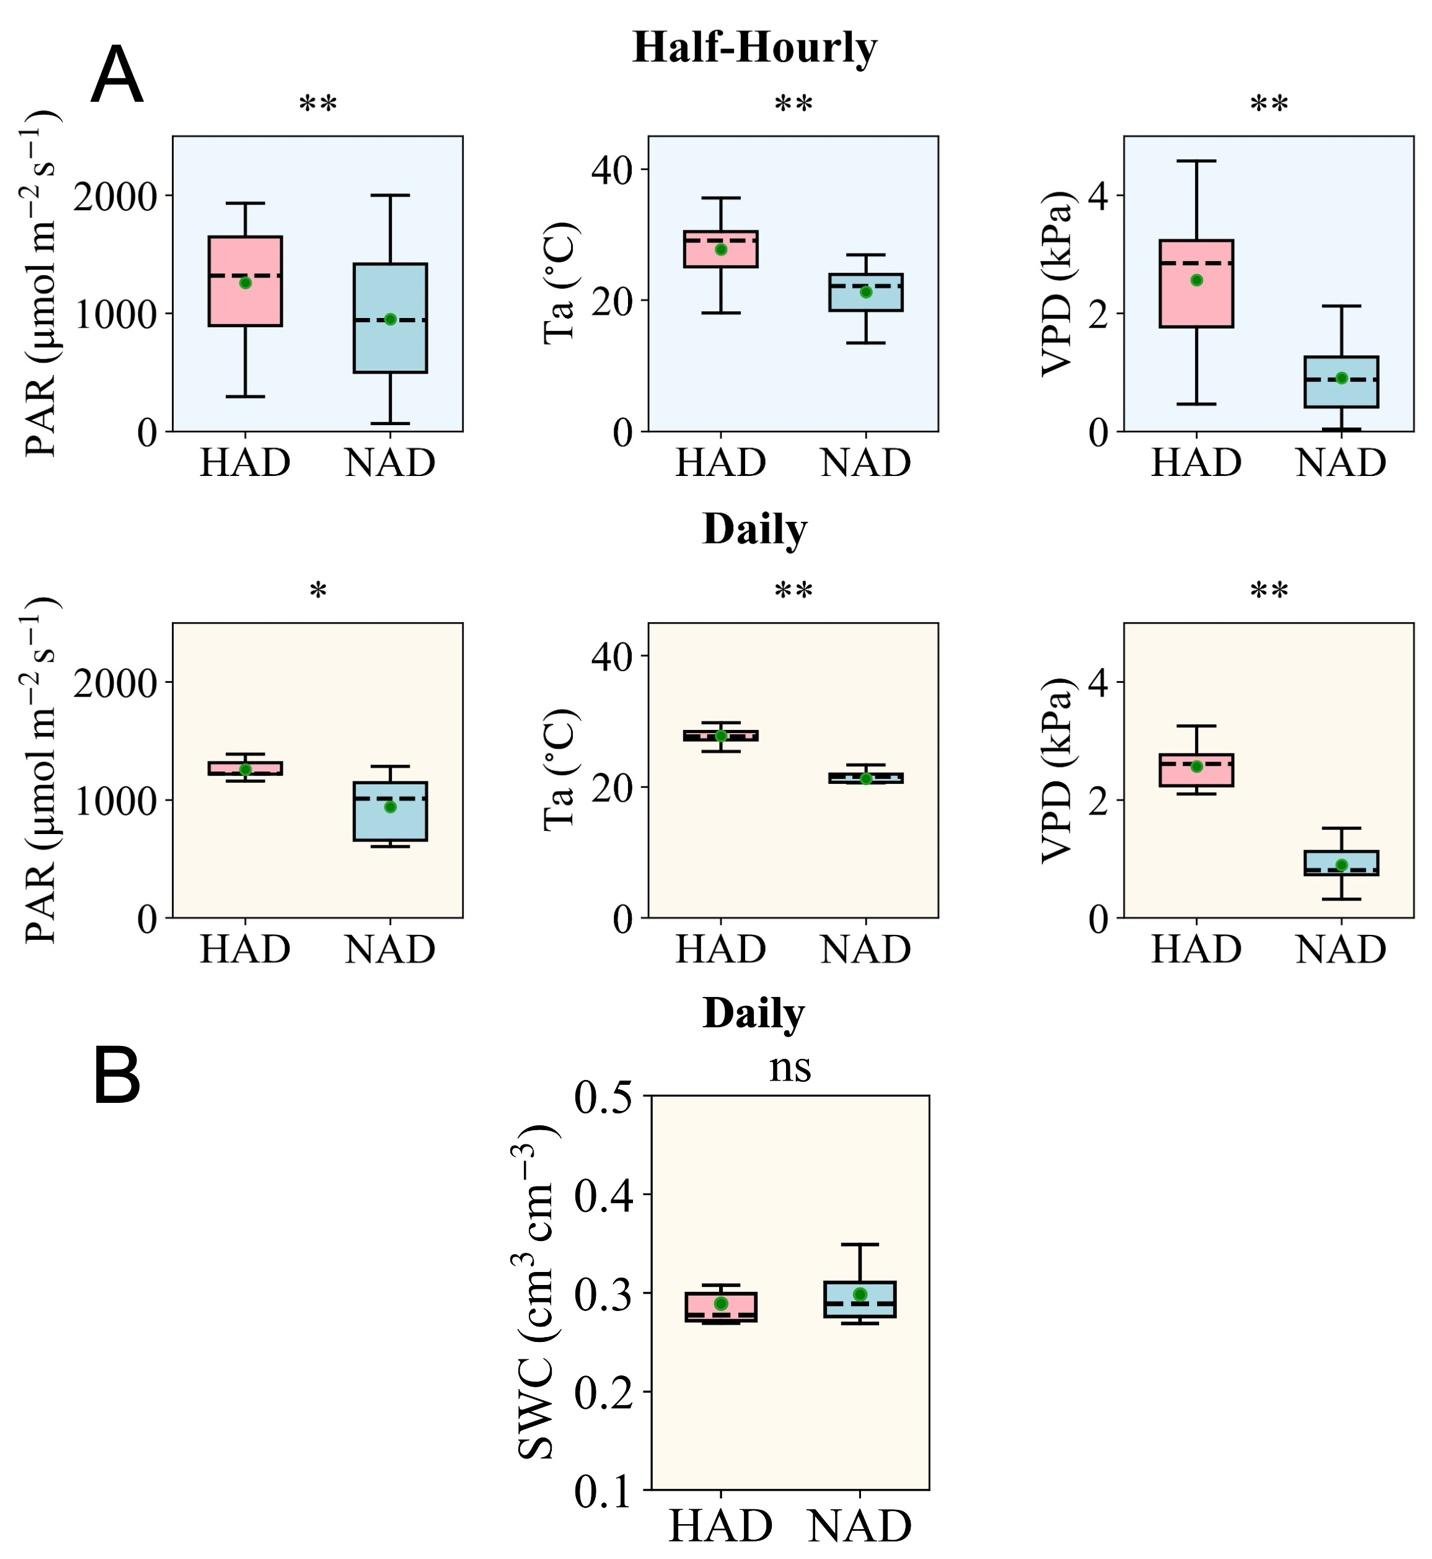 A
Half-Hourly
** ** **
PAR (µmol m⁻² s⁻¹)
2000
1000
0
HAD NAD
Ta (°C)
40
20
0
HAD NAD
VPD (kPa)
4
2
0
HAD NAD
Daily
* ** **
PAR (µmol m⁻² s⁻¹)
2000
1000
0
HAD NAD
Ta (°C)
40
20
0
HAD NAD
VPD (kPa)
4
2
0
HAD NAD
Daily
B
ns
SWC (cm³ cm⁻³)
0.5
0.4
0.3
0.2
0.1
HAD NAD